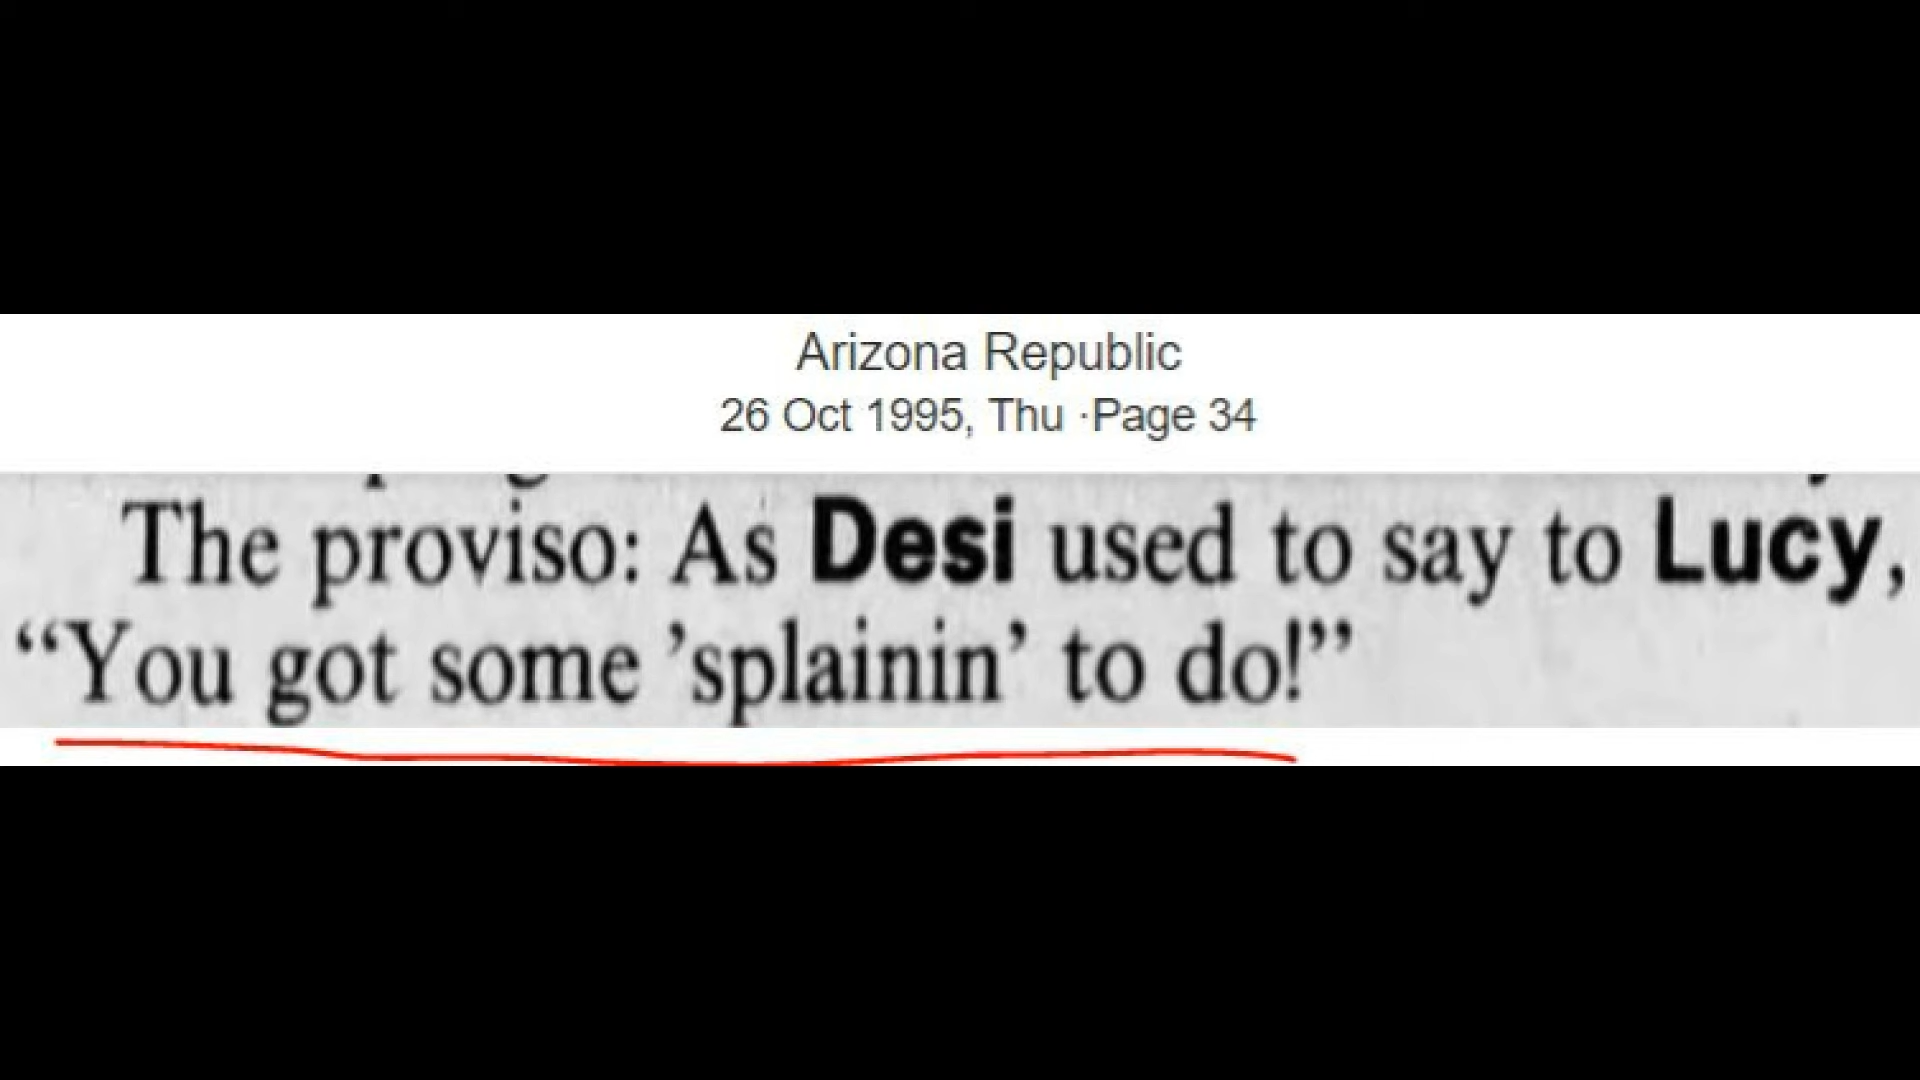 Arizona Republic
26 Oct 1995, Thu ·Page 34
The proviso: As Desi used to say to Lucy,
“You got some ’splainin’ to do!”